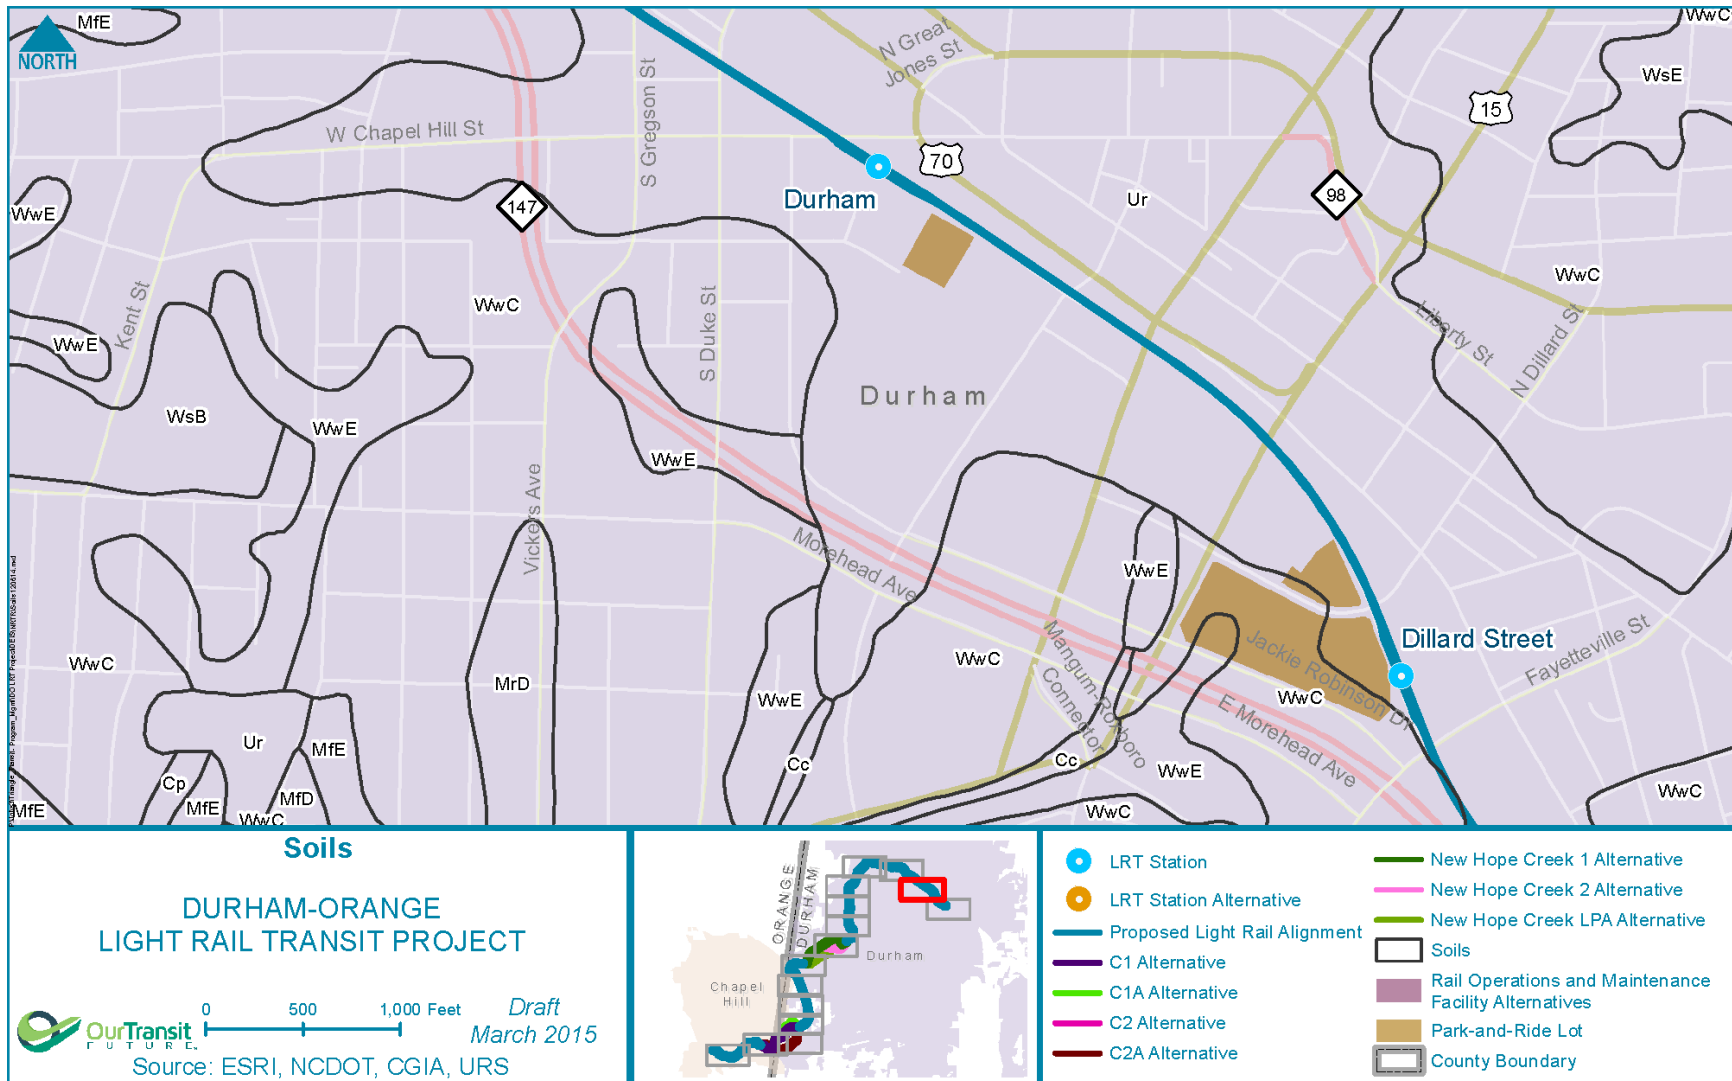 MfE
WwC
NORTH
N Great
Jones St
WsE
15
W Chapel Hill St
S Gregson St
70
Durham
Ur
98
147
WwE
WwC
Kent St
WwC
S Duke St
Liberty St
N Dillard St
WwE
Durham
WsB
WwE
WwE
Vickers Ave
Morehead Ave
WwE
Mangum-Roxboro
Connector
Dillard Street
Jackie Robinson Dr
Fayetteville St
WwC
MrD
WwC
WwE
WwC
E Morehead Ave
Ur
MfE
Cc
Cc
WwE
Cp
MfE
MfD
WwC
MfE
WwC
WwC
Soils
DURHAM-ORANGE
LIGHT RAIL TRANSIT PROJECT
0 500 1,000 Feet
Draft
March 2015
OurTransit
FUTURE
Source: ESRI, NCDOT, CGIA, URS
ORANGE
DURHAM
Durham
Chapel
Hill
LRT Station
LRT Station Alternative
Proposed Light Rail Alignment
C1 Alternative
C1A Alternative
C2 Alternative
C2A Alternative
New Hope Creek 1 Alternative
New Hope Creek 2 Alternative
New Hope Creek LPA Alternative
Soils
Rail Operations and Maintenance
Facility Alternatives
Park-and-Ride Lot
County Boundary